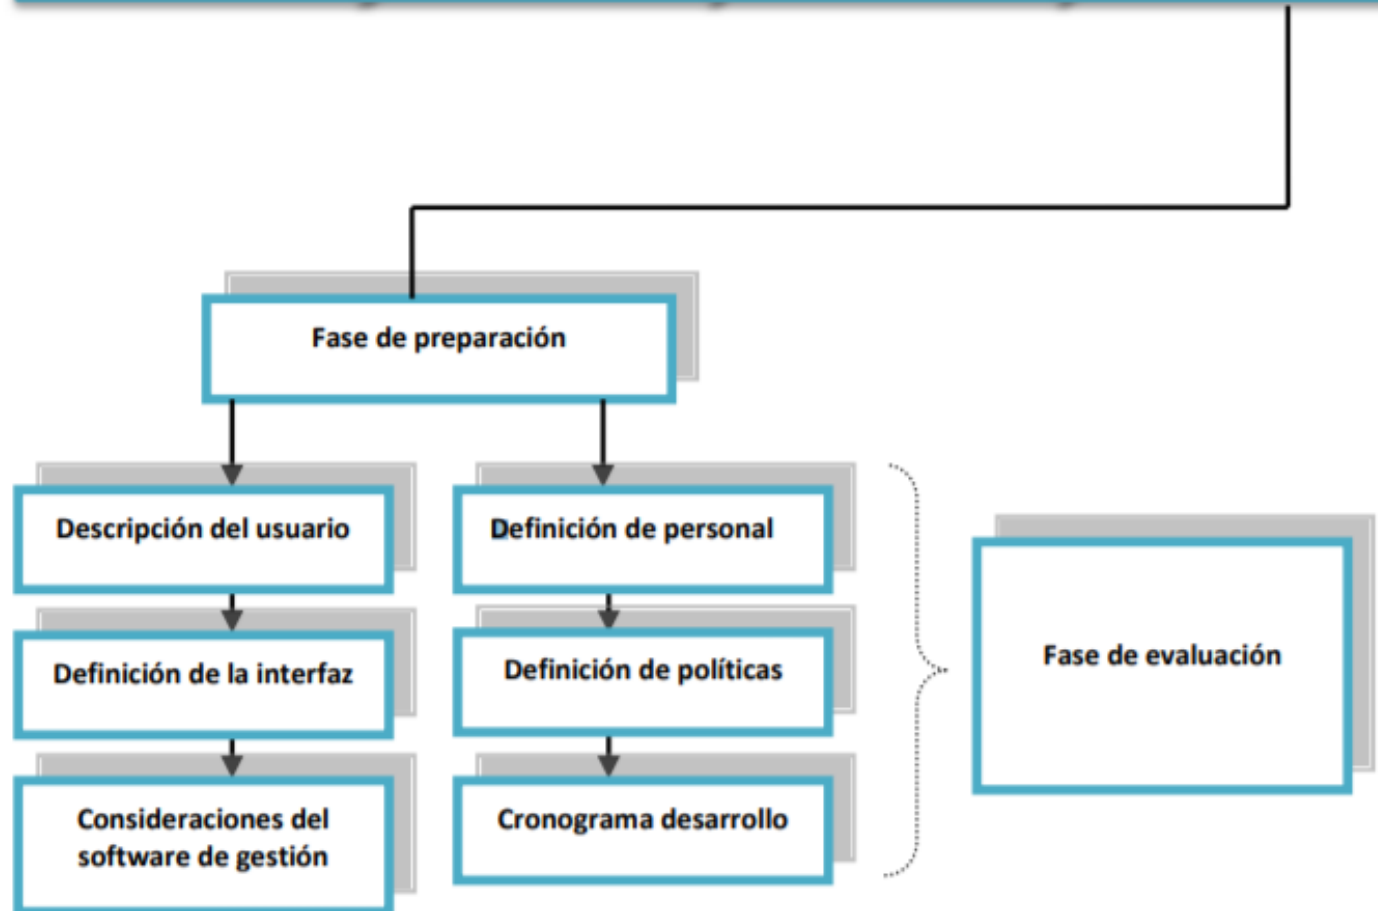 Fase de preparación
Descripción del usuario
Definición de personal
Definición de la interfaz
Definición de políticas
Fase de evaluación
Consideraciones del
software de gestión
Cronograma desarrollo